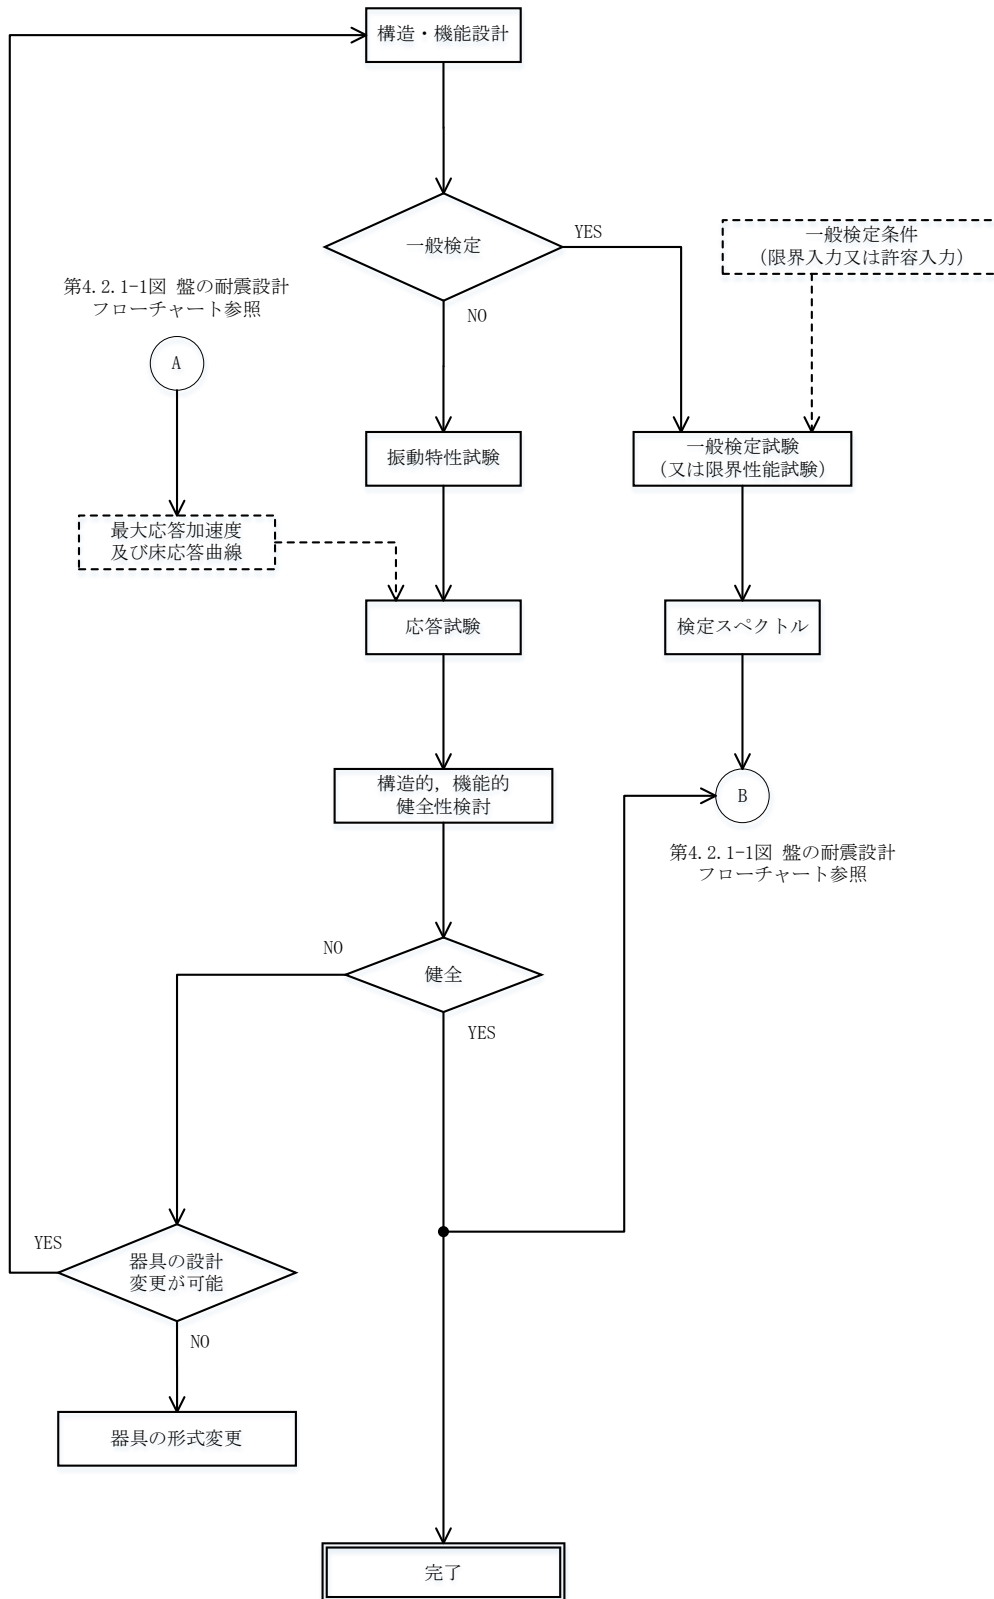 構造・機能設計
一般検定
YES
NO
一般検定条件
(限界入力又は許容入力)
第4.2.1-1図 盤の耐震設計
フローチャート参照
A
振動特性試験
一般検定試験
(又は限界性能試験)
最大応答加速度
及び床応答曲線
応答試験
検定スペクトル
構造的，機能的
健全性検討
B
第4.2.1-1図 盤の耐震設計
フローチャート参照
NO
健全
YES
YES
器具の設計
変更が可能
NO
器具の形式変更
完了